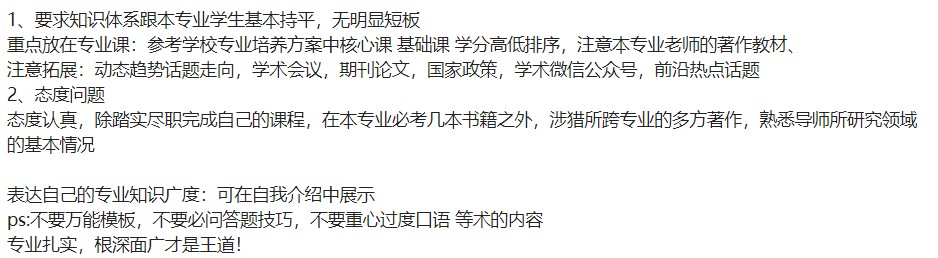 1、要求知识体系跟本专业学生基本持平，无明显短板
重点放在专业课：参考学校专业培养方案中核心课 基础课 学分高低排序，注意本专业老师的著作教材、
注意拓展：动态趋势话题走向，学术会议，期刊论文，国家政策，学术微信公众号，前沿热点话题
2、态度问题
态度认真，除踏实尽职完成自己的课程，在本专业必考几本书籍之外，涉猎所跨专业的多方著作，熟悉导师所研究领域
的基本情况
表达自己的专业知识广度：可在自我介绍中展示
ps:不要万能模板，不要必问答题技巧，不要重心过度口语 等术的内容
专业扎实，根深面广才是王道！